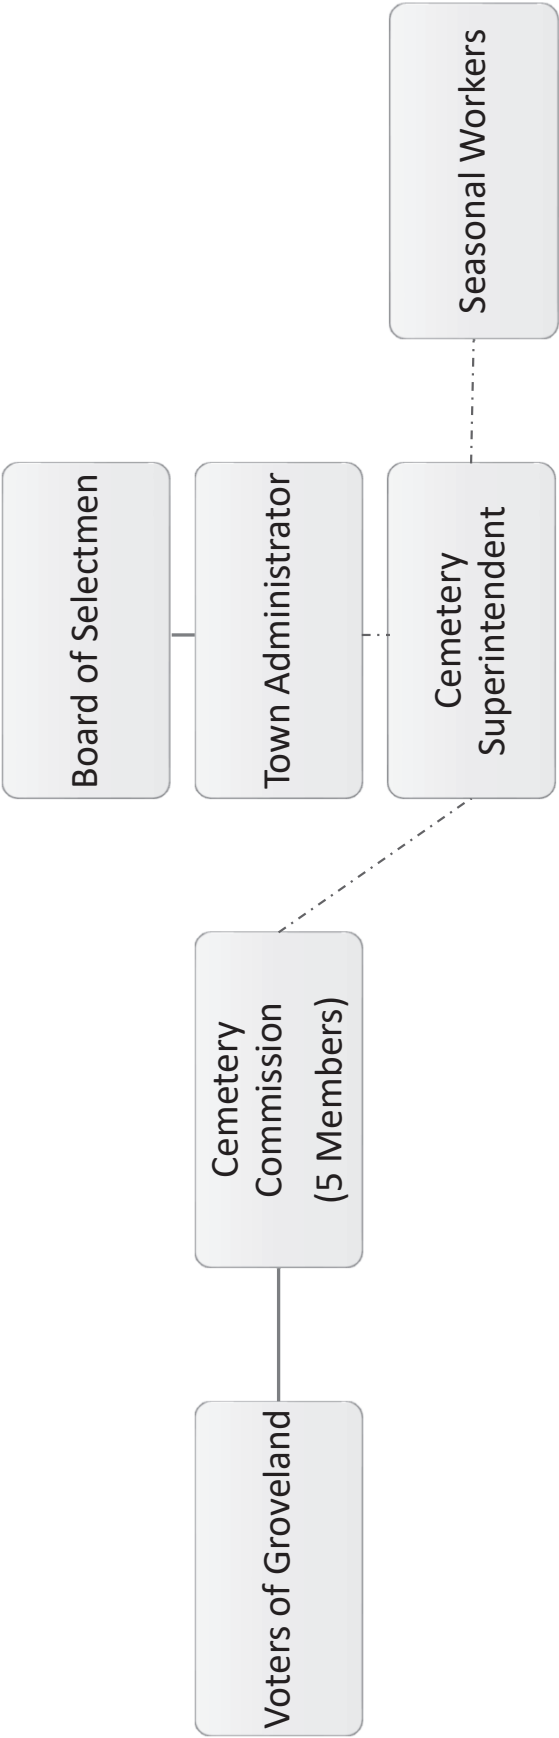 Voters of Groveland
Cemetery
Commission
(5 Members)
Board of Selectmen
Town Administrator
Cemetery
Superintendent
Seasonal Workers